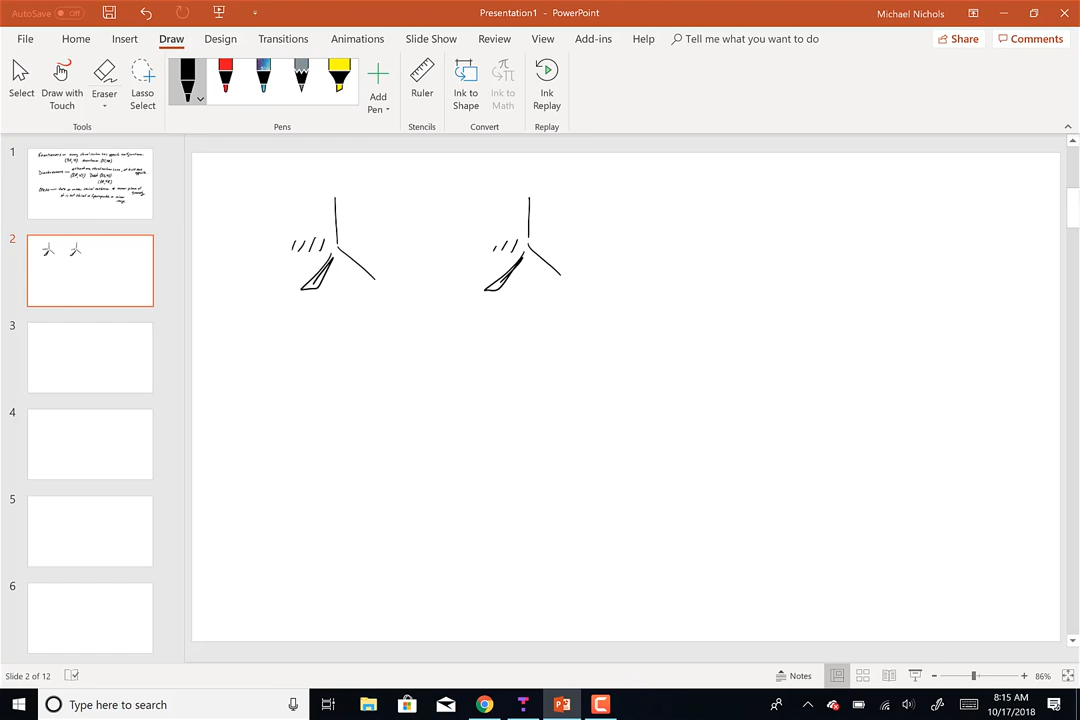 AutoSave Off
Presentation1 - PowerPoint
Michael Nichols
File Home Insert Draw Design Transitions Animations Slide Show Review View Add-ins Help Tell me what you want to do Share Comments
Select
Draw with Touch
Eraser
Lasso Select
Add Pen
Ruler
Ink to Shape
Ink to Math
Ink Replay
Tools
Pens
Stencils
Convert
Replay
1
2
3
4
5
6
Slide 2 of 12
Notes
86%
Type here to search
8:15 AM
10/17/2018